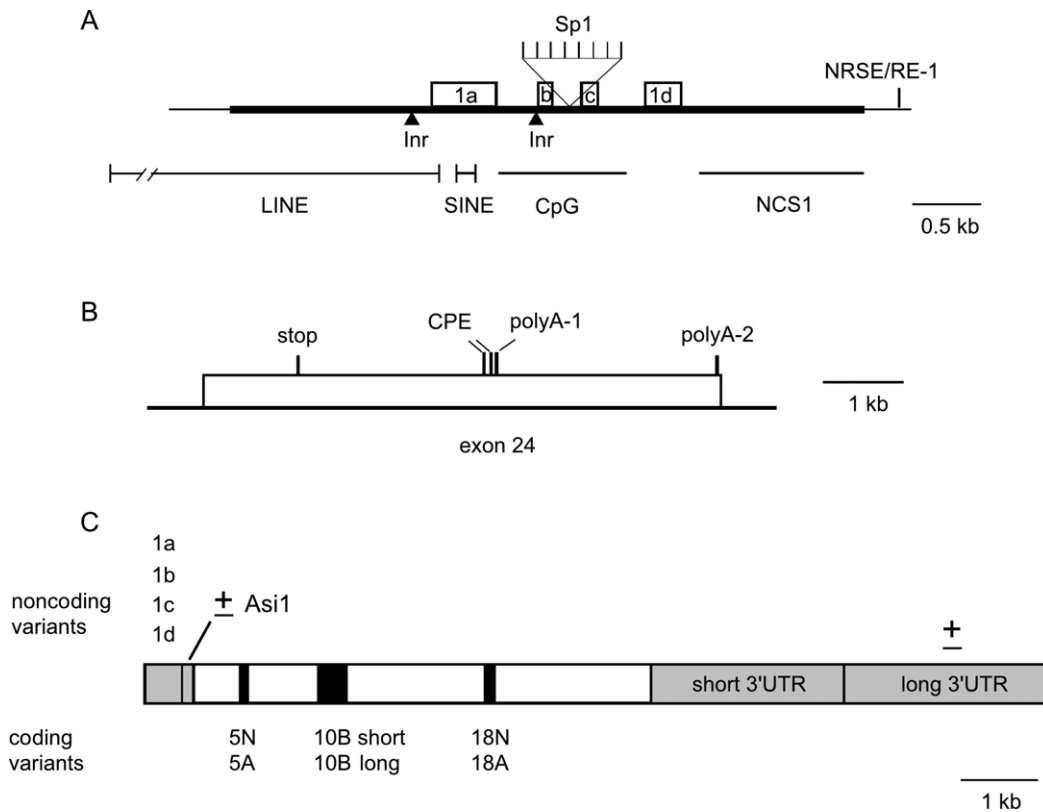 A
Sp1
NRSE/RE-1
1a
b
c
1d
Inr
Inr
LINE
SINE
CpG
NCS1
0.5 kb
B
stop
CPE
polyA-1
polyA-2
1 kb
exon 24
C
1a
1b
1c
1d
noncoding
variants
± Asi1
±
short 3'UTR
long 3'UTR
coding
variants
5N
5A
10B short
10B long
18N
18A
1 kb